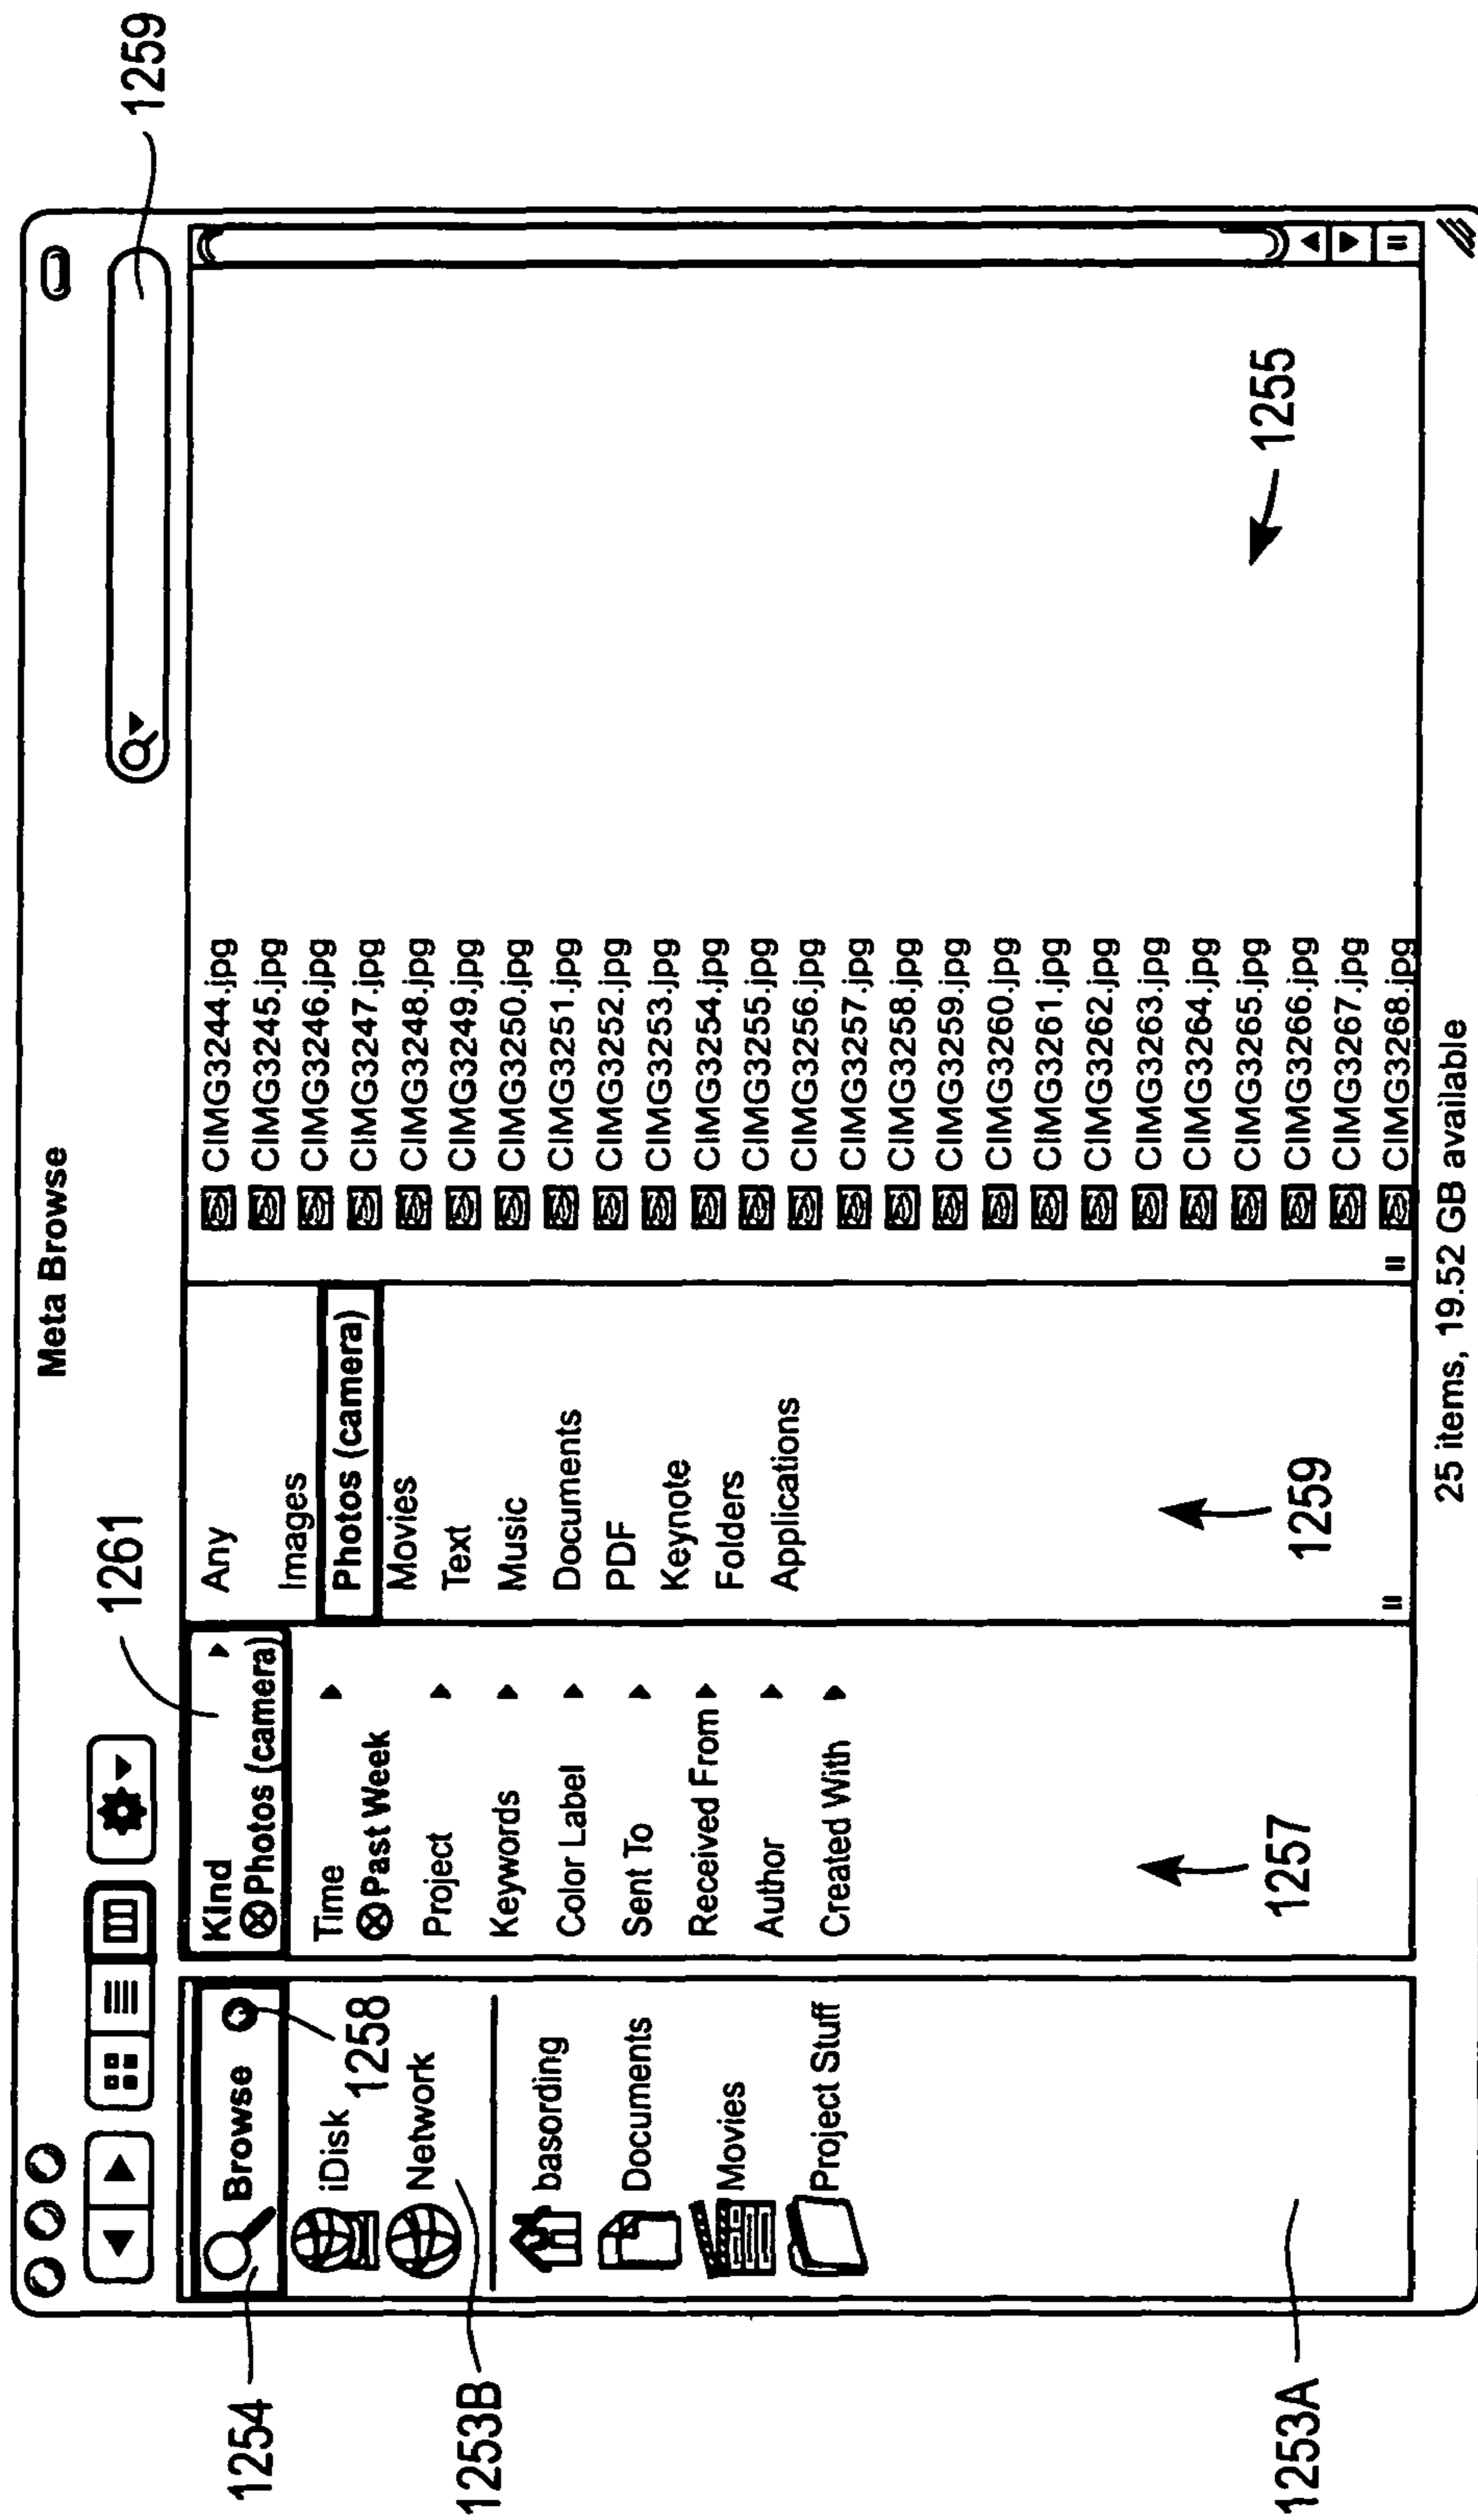 1259
Meta Browse
1261
1254
Browse
1258
iDisk
Network
1253B
basording
Documents
Movies
Project Stuff
1253A
Kind
Photos (camera)
Time
Past Week
Project
Keywords
Color Label
Sent To
Received From
Author
Created With
1257
Any
Images
Photos (camera)
Movies
Text
Music
Documents
PDF
Keynote
Folders
Applications
1259
CIMG3244.jpg
CIMG3245.jpg
CIMG3246.jpg
CIMG3247.jpg
CIMG3248.jpg
CIMG3249.jpg
CIMG3250.jpg
CIMG3251.jpg
CIMG3252.jpg
CIMG3253.jpg
CIMG3254.jpg
CIMG3255.jpg
CIMG3256.jpg
CIMG3257.jpg
CIMG3258.jpg
CIMG3259.jpg
CIMG3260.jpg
CIMG3261.jpg
CIMG3262.jpg
CIMG3263.jpg
CIMG3264.jpg
CIMG3265.jpg
CIMG3266.jpg
CIMG3267.jpg
CIMG3268.jpg
1255
25 items, 19.52 GB available